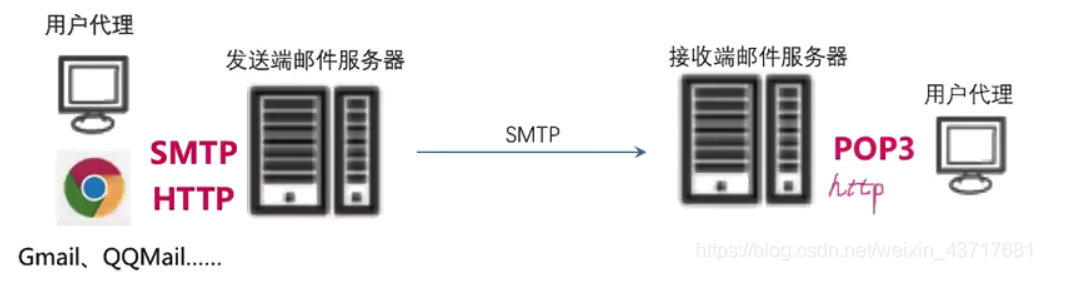 用户代理
发送端邮件服务器
接收端邮件服务器
用户代理
SMTP
HTTP
SMTP
POP3
http
Gmail、QQMail......
https://blog.csdn.net/weixin_43717681